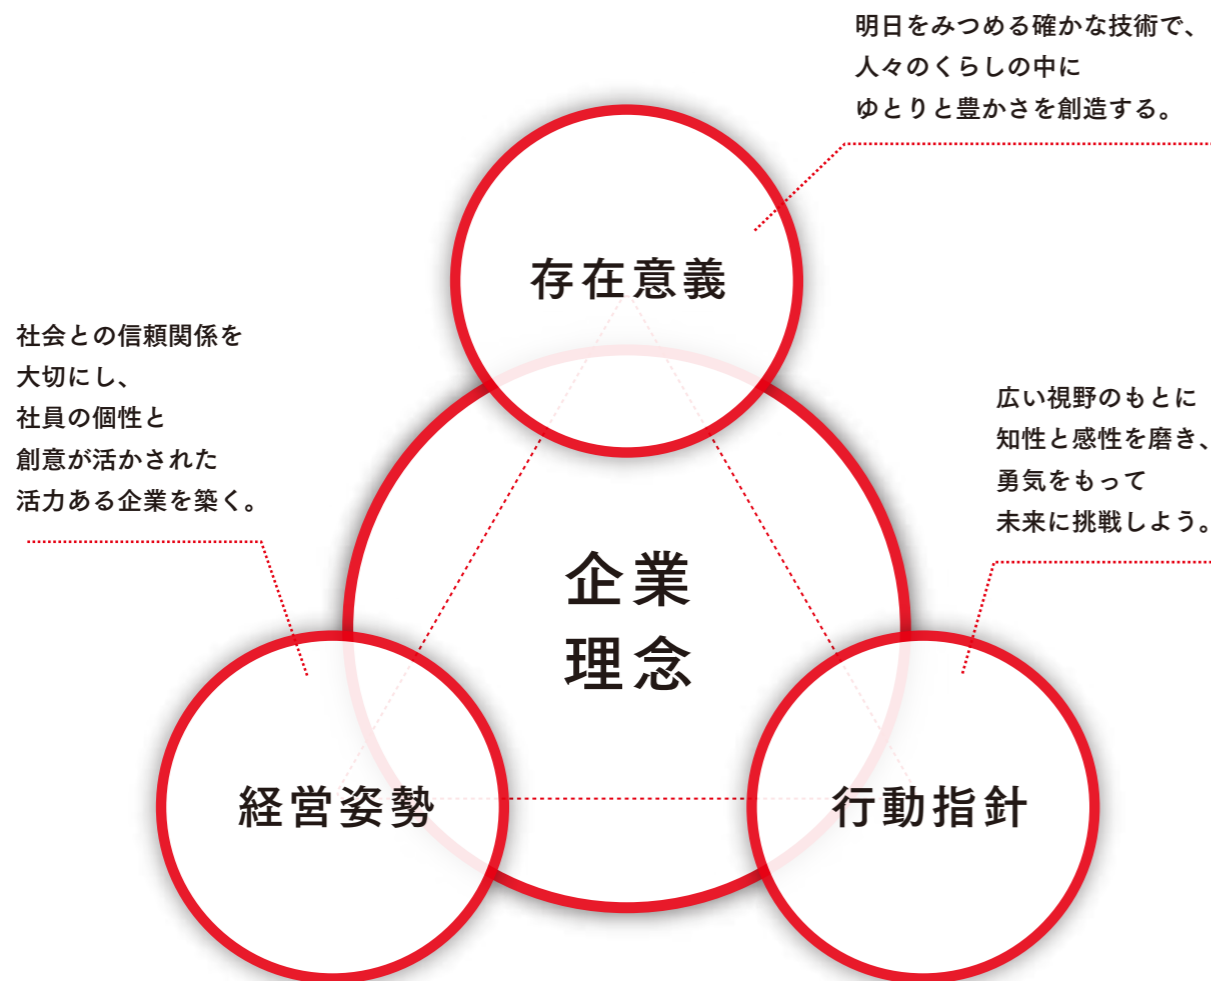 明日をみつめる確かな技術で、
人々のくらしの中に
ゆとりと豊かさを創造する。
存在意義
社会との信頼関係を
大切にし、
社員の個性と
創意が活かされた
活力ある企業を築く。
広い視野のもとに
知性と感性を磨き、
勇気をもって
未来に挑戦しよう。
企業
理念
経営姿勢
行動指針